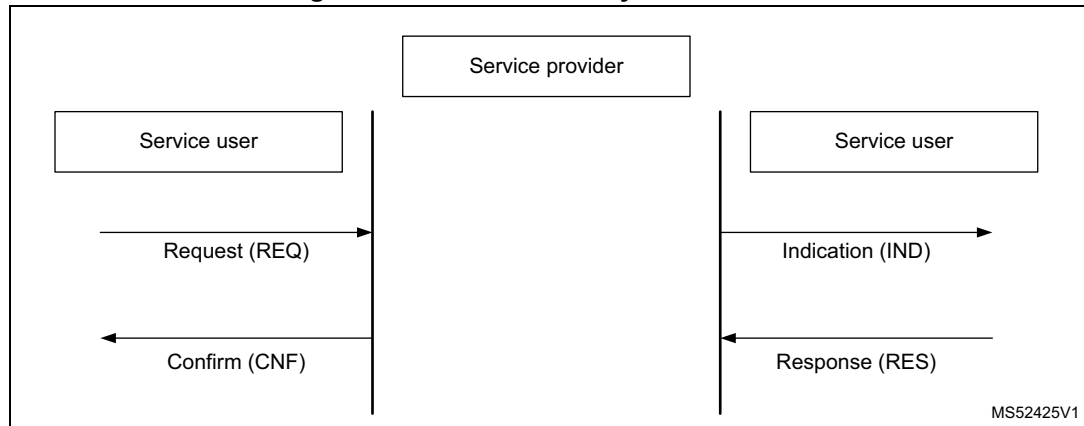 Service provider
Service user
Service user
Request (REQ)
Indication (IND)
Confirm (CNF)
Response (RES)
MS52425V1